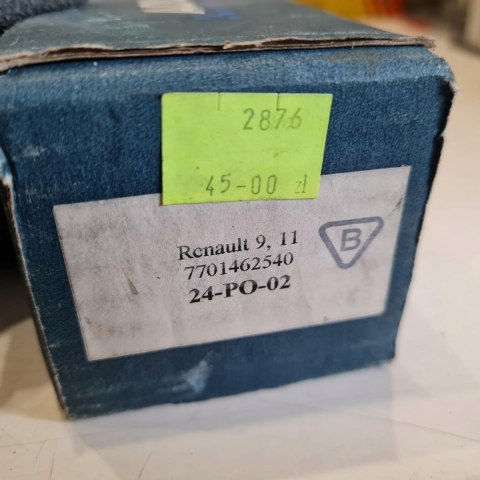 2876
45-00 zł
Renault 9, 11
7701462540
24-PO-02
B